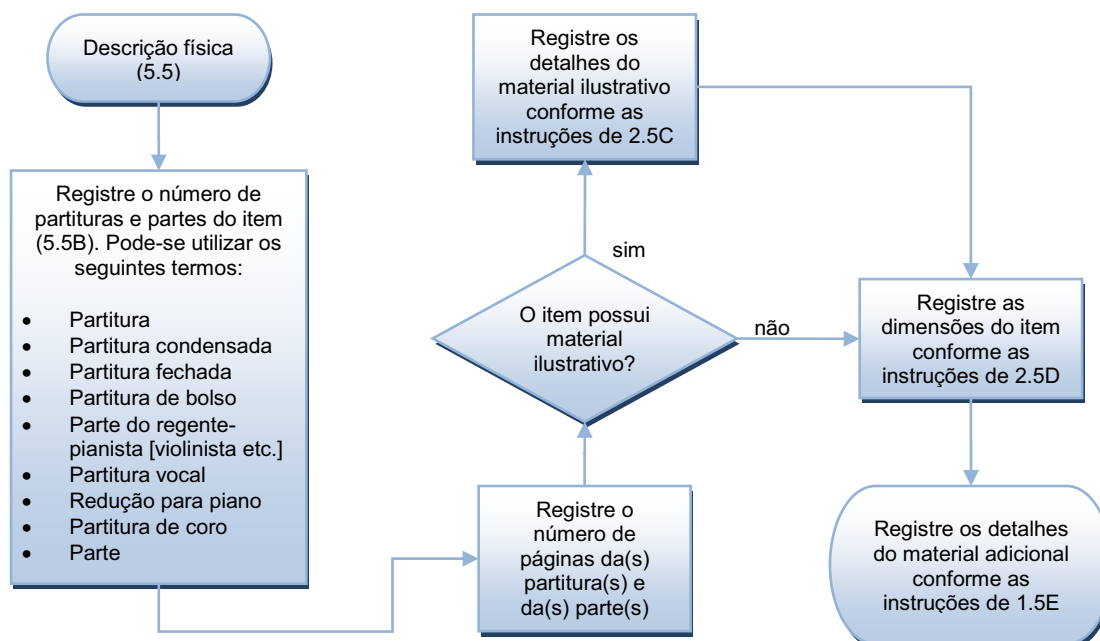 Descrição física
(5.5)
Registre o número de
partituras e partes do item
(5.5B). Pode-se utilizar os
seguintes termos:
• Partitura
• Partitura condensada
• Partitura fechada
• Partitura de bolso
• Parte do regente-
pianista [violinista etc.]
• Partitura vocal
• Redução para piano
• Partitura de coro
• Parte
Registre o
número de
páginas da(s)
partitura(s) e
da(s) parte(s)
O item possui
material
ilustrativo?
sim
não
Registre os
detalhes do
material ilustrativo
conforme as
instruções de 2.5C
Registre as
dimensões do item
conforme as
instruções de 2.5D
Registre os detalhes
do material adicional
conforme as
instruções de 1.5E